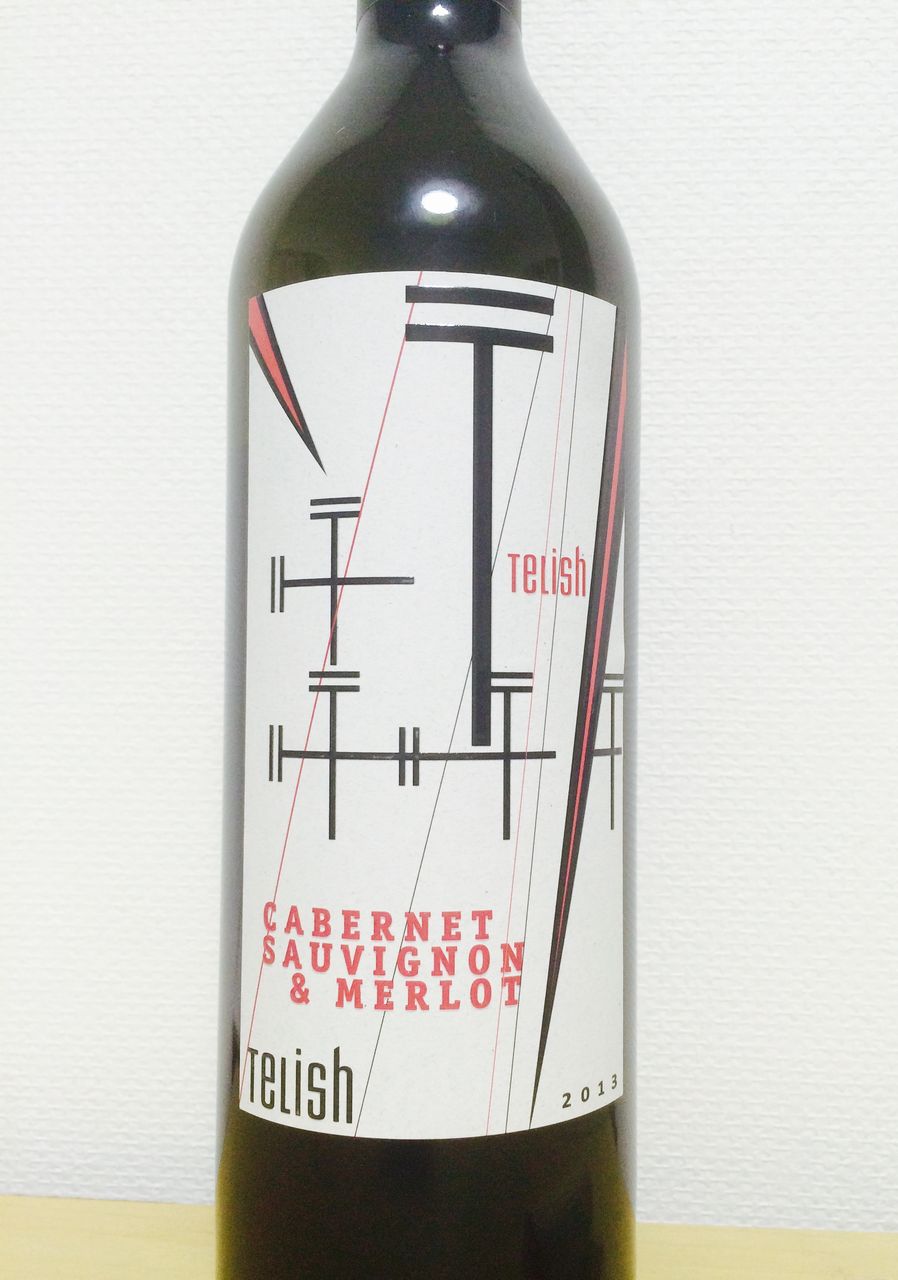 Telish
CABERNET
SAUVIGNON
& MERLOT
Telish
2013